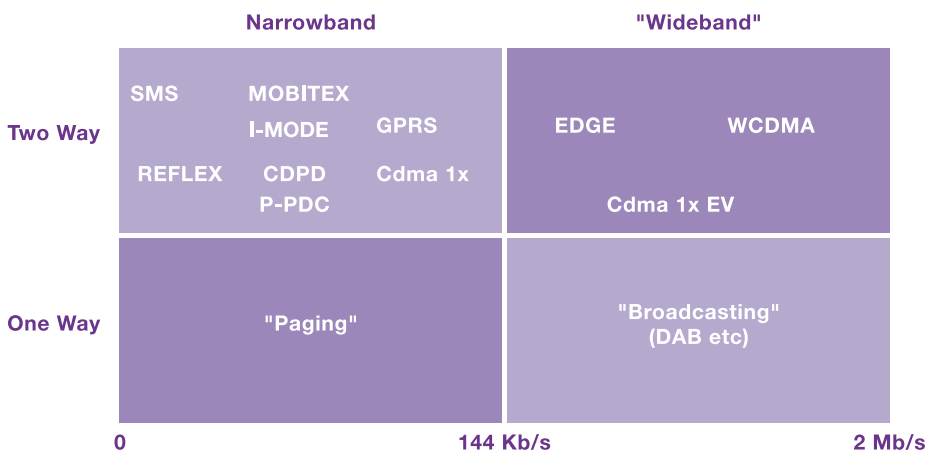 Narrowband
"Wideband"
Two Way
SMS
MOBITEX
I-MODE
GPRS
EDGE
WCDMA
REFLEX
CDPD
Cdma 1x
P-PDC
Cdma 1x EV
One Way
"Paging"
"Broadcasting"
(DAB etc)
0
144 Kb/s
2 Mb/s